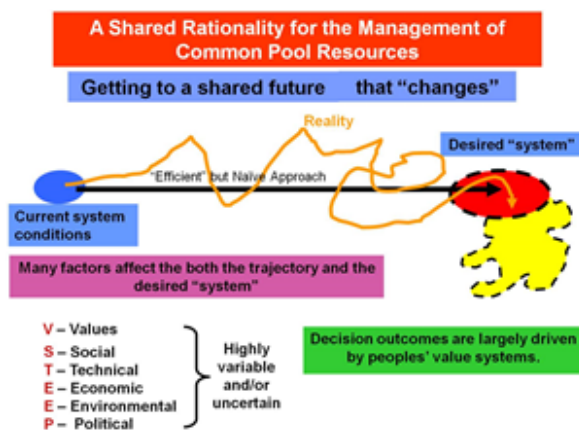 A Shared Rationality for the Management of
Common Pool Resources
Getting to a shared future that “changes”
Reality
Desired “system”
“Efficient” but Naïve Approach
Current system
conditions
Many factors affect the both the trajectory and the
desired “system”
V – Values
S – Social
T – Technical
E – Economic
E – Environmental
P – Political
Highly
variable
and/or
uncertain
Decision outcomes are largely driven
by peoples’ value systems.